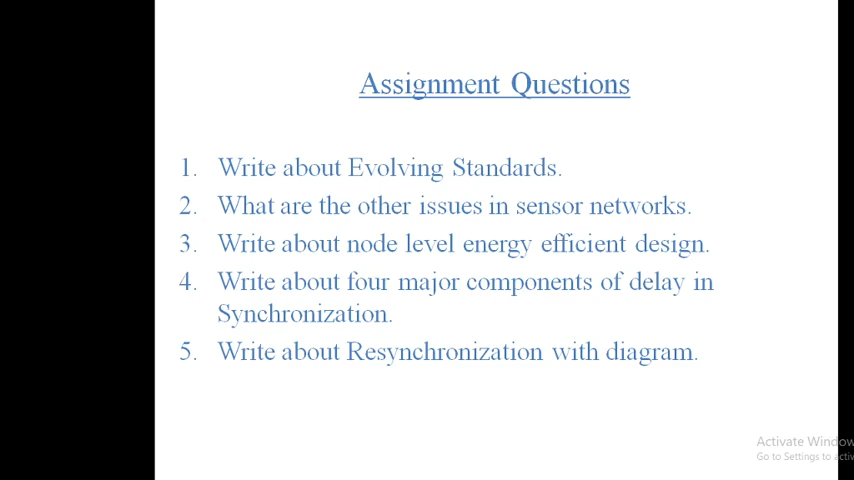 Assignment Questions
1. Write about Evolving Standards.
2. What are the other issues in sensor networks.
3. Write about node level energy efficient design.
4. Write about four major components of delay in
Synchronization.
5. Write about Resynchronization with diagram.
Activate Window
Go to Settings to activ